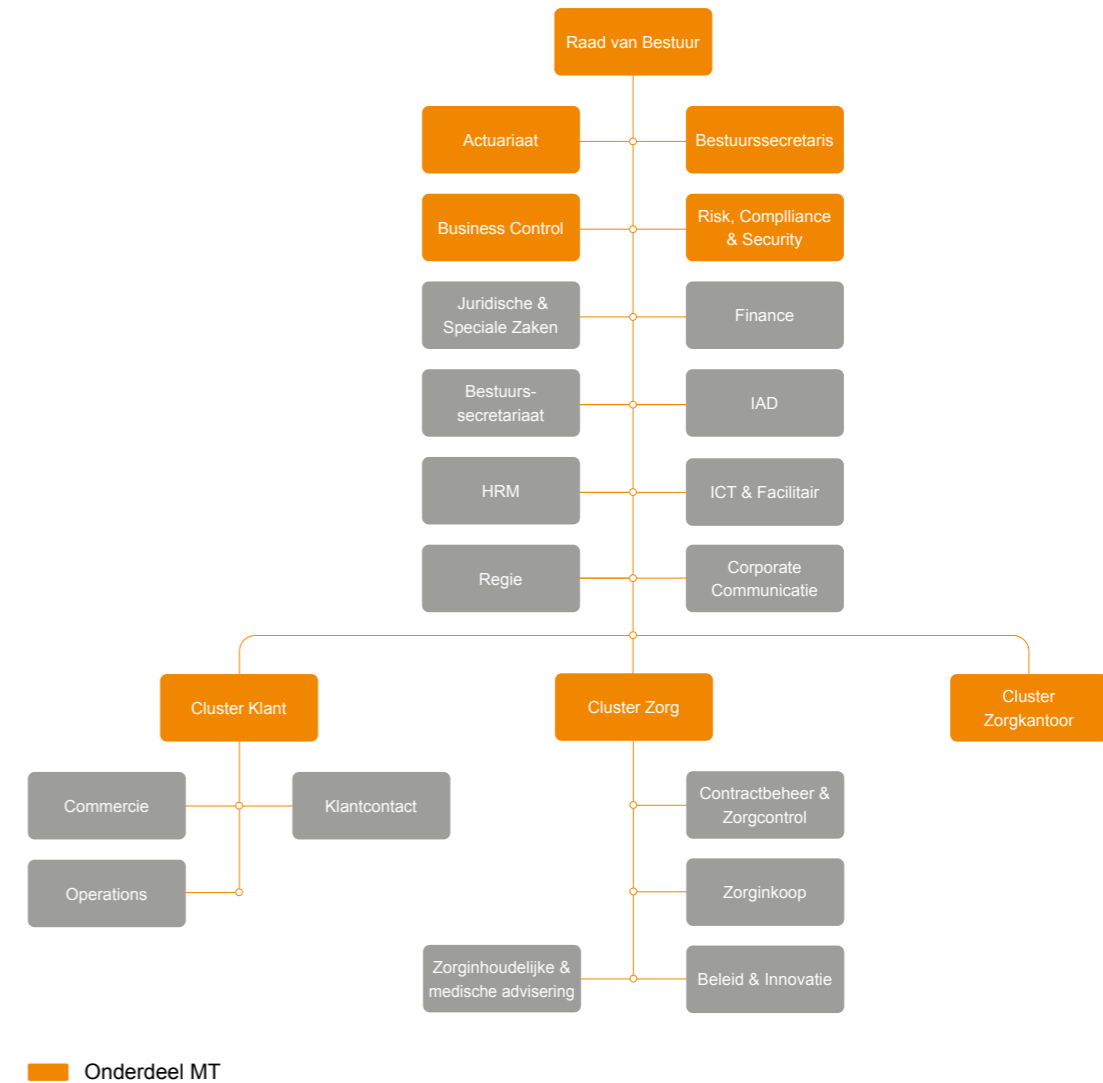 Raad van Bestuur
Actuariaat
Bestuurssecretaris
Business Control
Risk, Complliance
& Security
Juridische &
Speciale Zaken
Finance
Bestuurs-
secretariaat
IAD
HRM
ICT & Facilitair
Regie
Corporate
Communicatie
Cluster Klant
Cluster Zorg
Cluster
Zorgkantoor
Commercie
Klantcontact
Contractbeheer &
Zorgcontrol
Operations
Zorginkoop
Zorginhoudelijke &
medische advisering
Beleid & Innovatie
Onderdeel MT